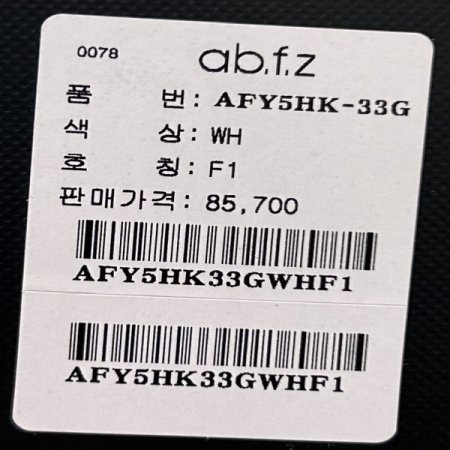 0078 ab.f.z
품 번: AFY5HK-33G
색 상: WH
호 칭: F1
판매가격: 85,700
AFY5HK33GWHF1
AFY5HK33GWHF1